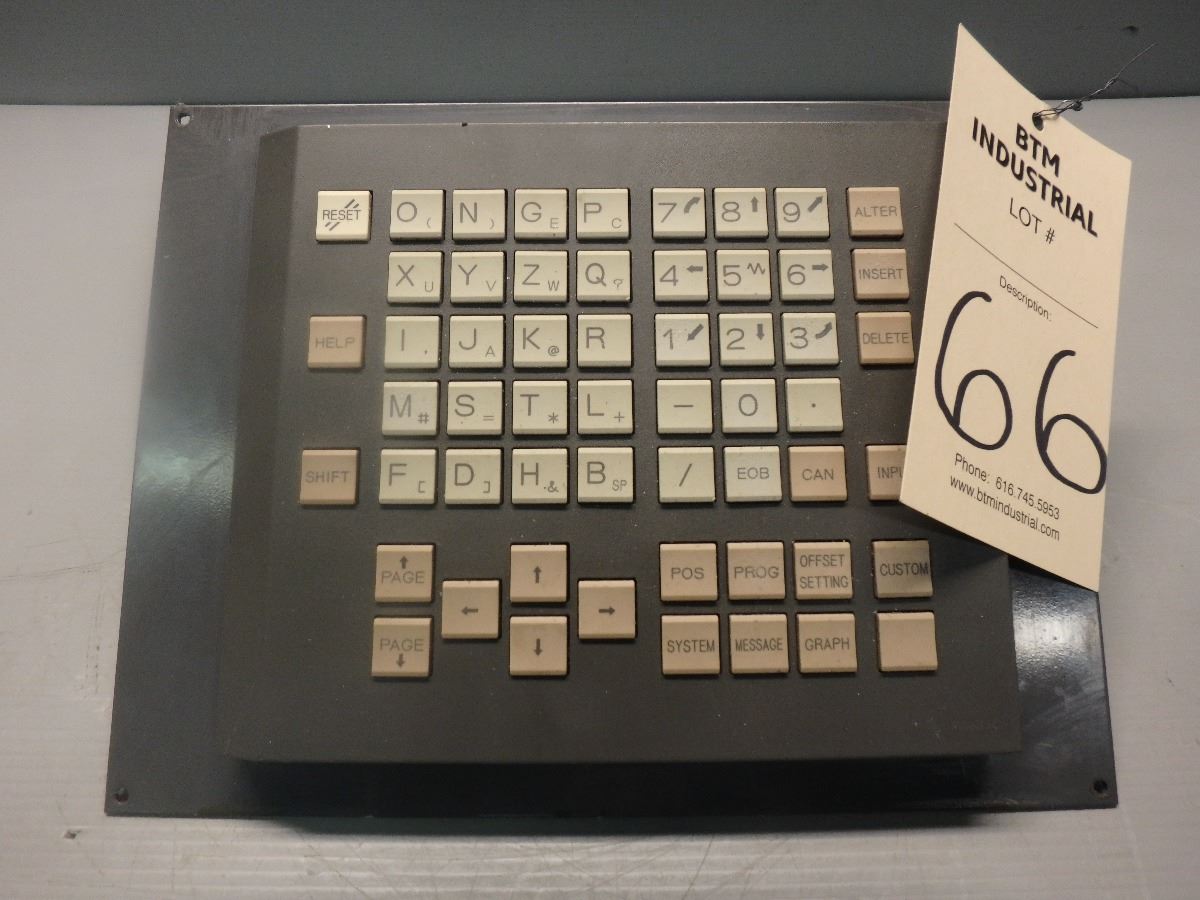 RESET O ( N ) G E P C 7 8 9 ALTER
X U Y V Z W Q ? 4 5 6 INSERT
HELP I , J A K @ R 1 2 3 DELETE
M # S = T * L + - 0 .
SHIFT F [ D ] H & B SP / EOB CAN INPU
↑ PAGE ← ↑ → POS PROG OFFSET SETTING CUSTOM
PAGE ↓ ↓ SYSTEM MESSAGE GRAPH
BTM
INDUSTRIAL
LOT #
Description:
66
Phone: 616.745.5953
www.btmindustrial.com